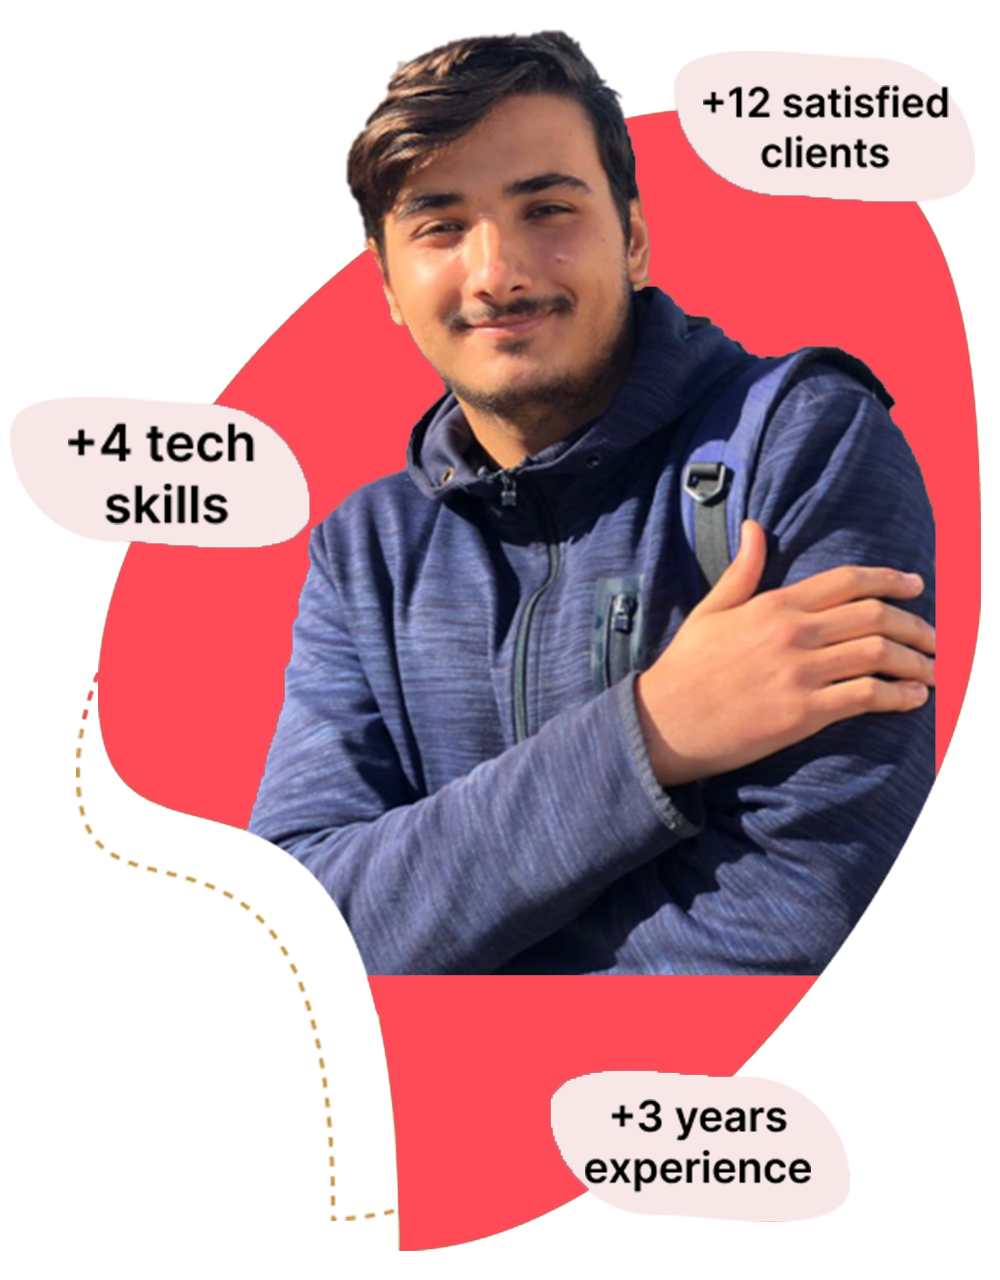 +12 satisfied
clients
+4 tech
skills
+3 years
experience